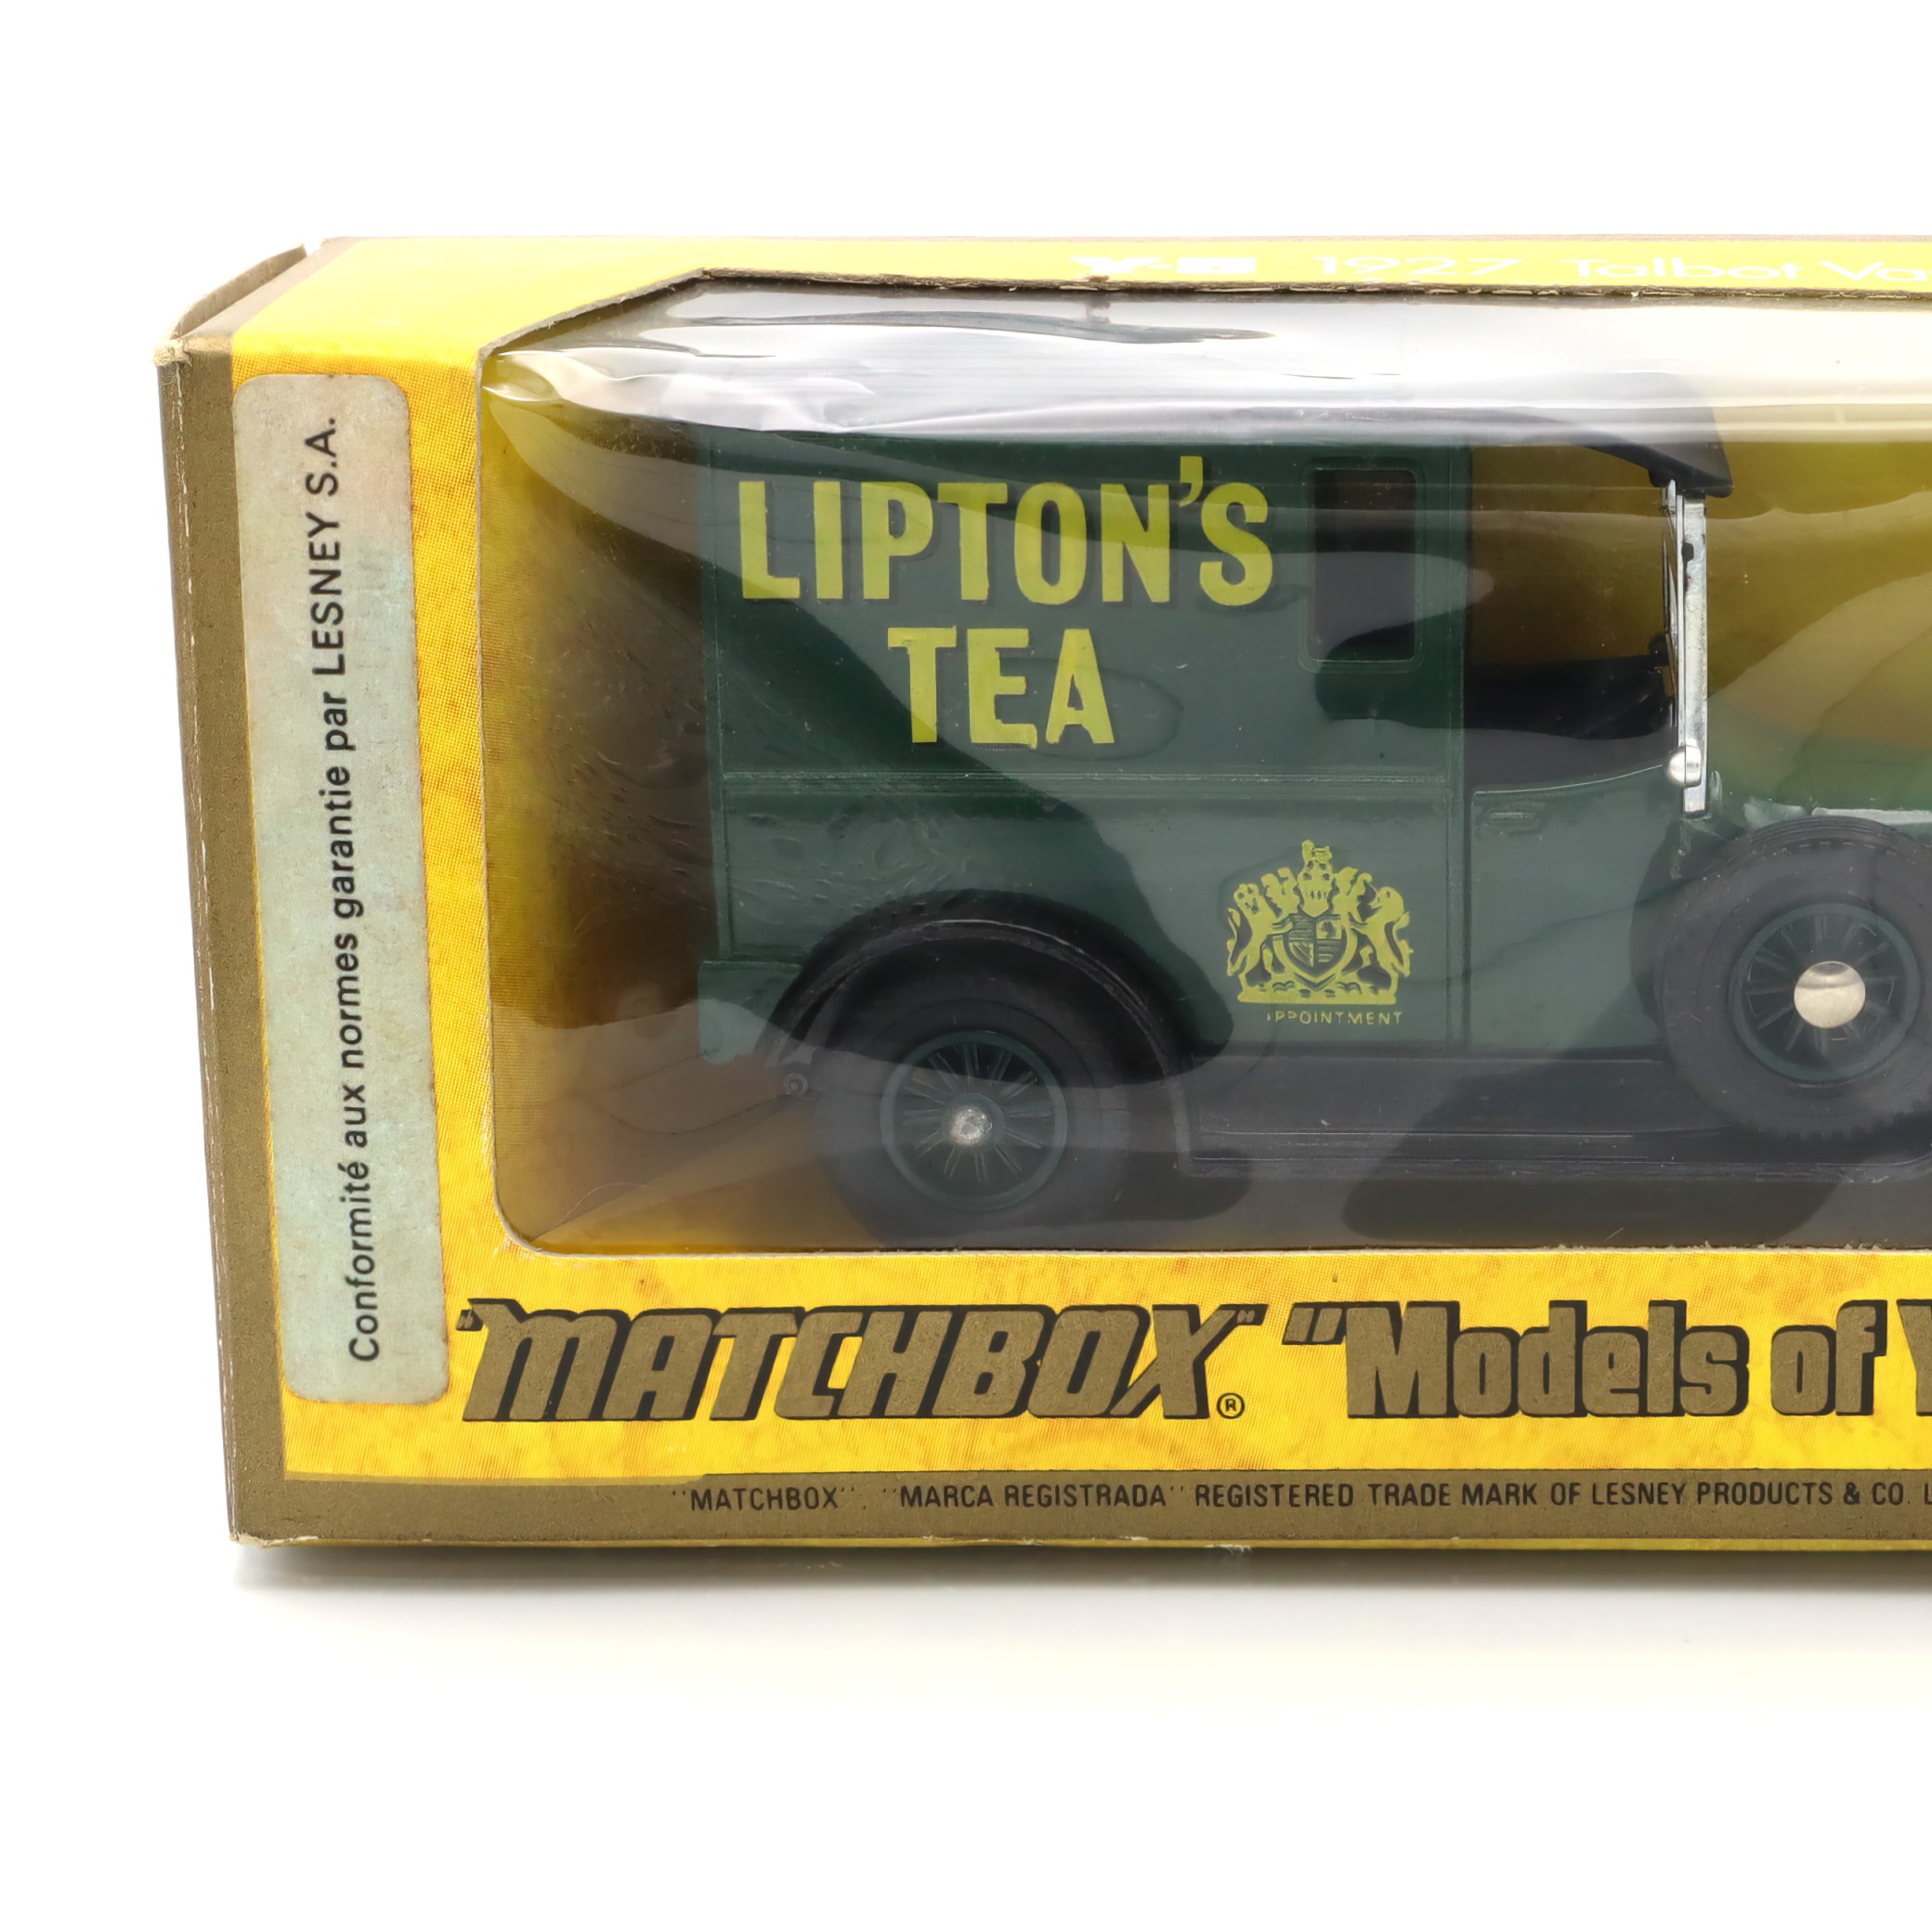 Y-5 1927 Talbot Va
Conformité aux normes garantie par LESNEY S.A.
LIPTON'S
TEA
"MATCHBOX"® "Models of Y
"MATCHBOX". "MARCA REGISTRADA" REGISTERED TRADE MARK OF LESNEY PRODUCTS & CO. L